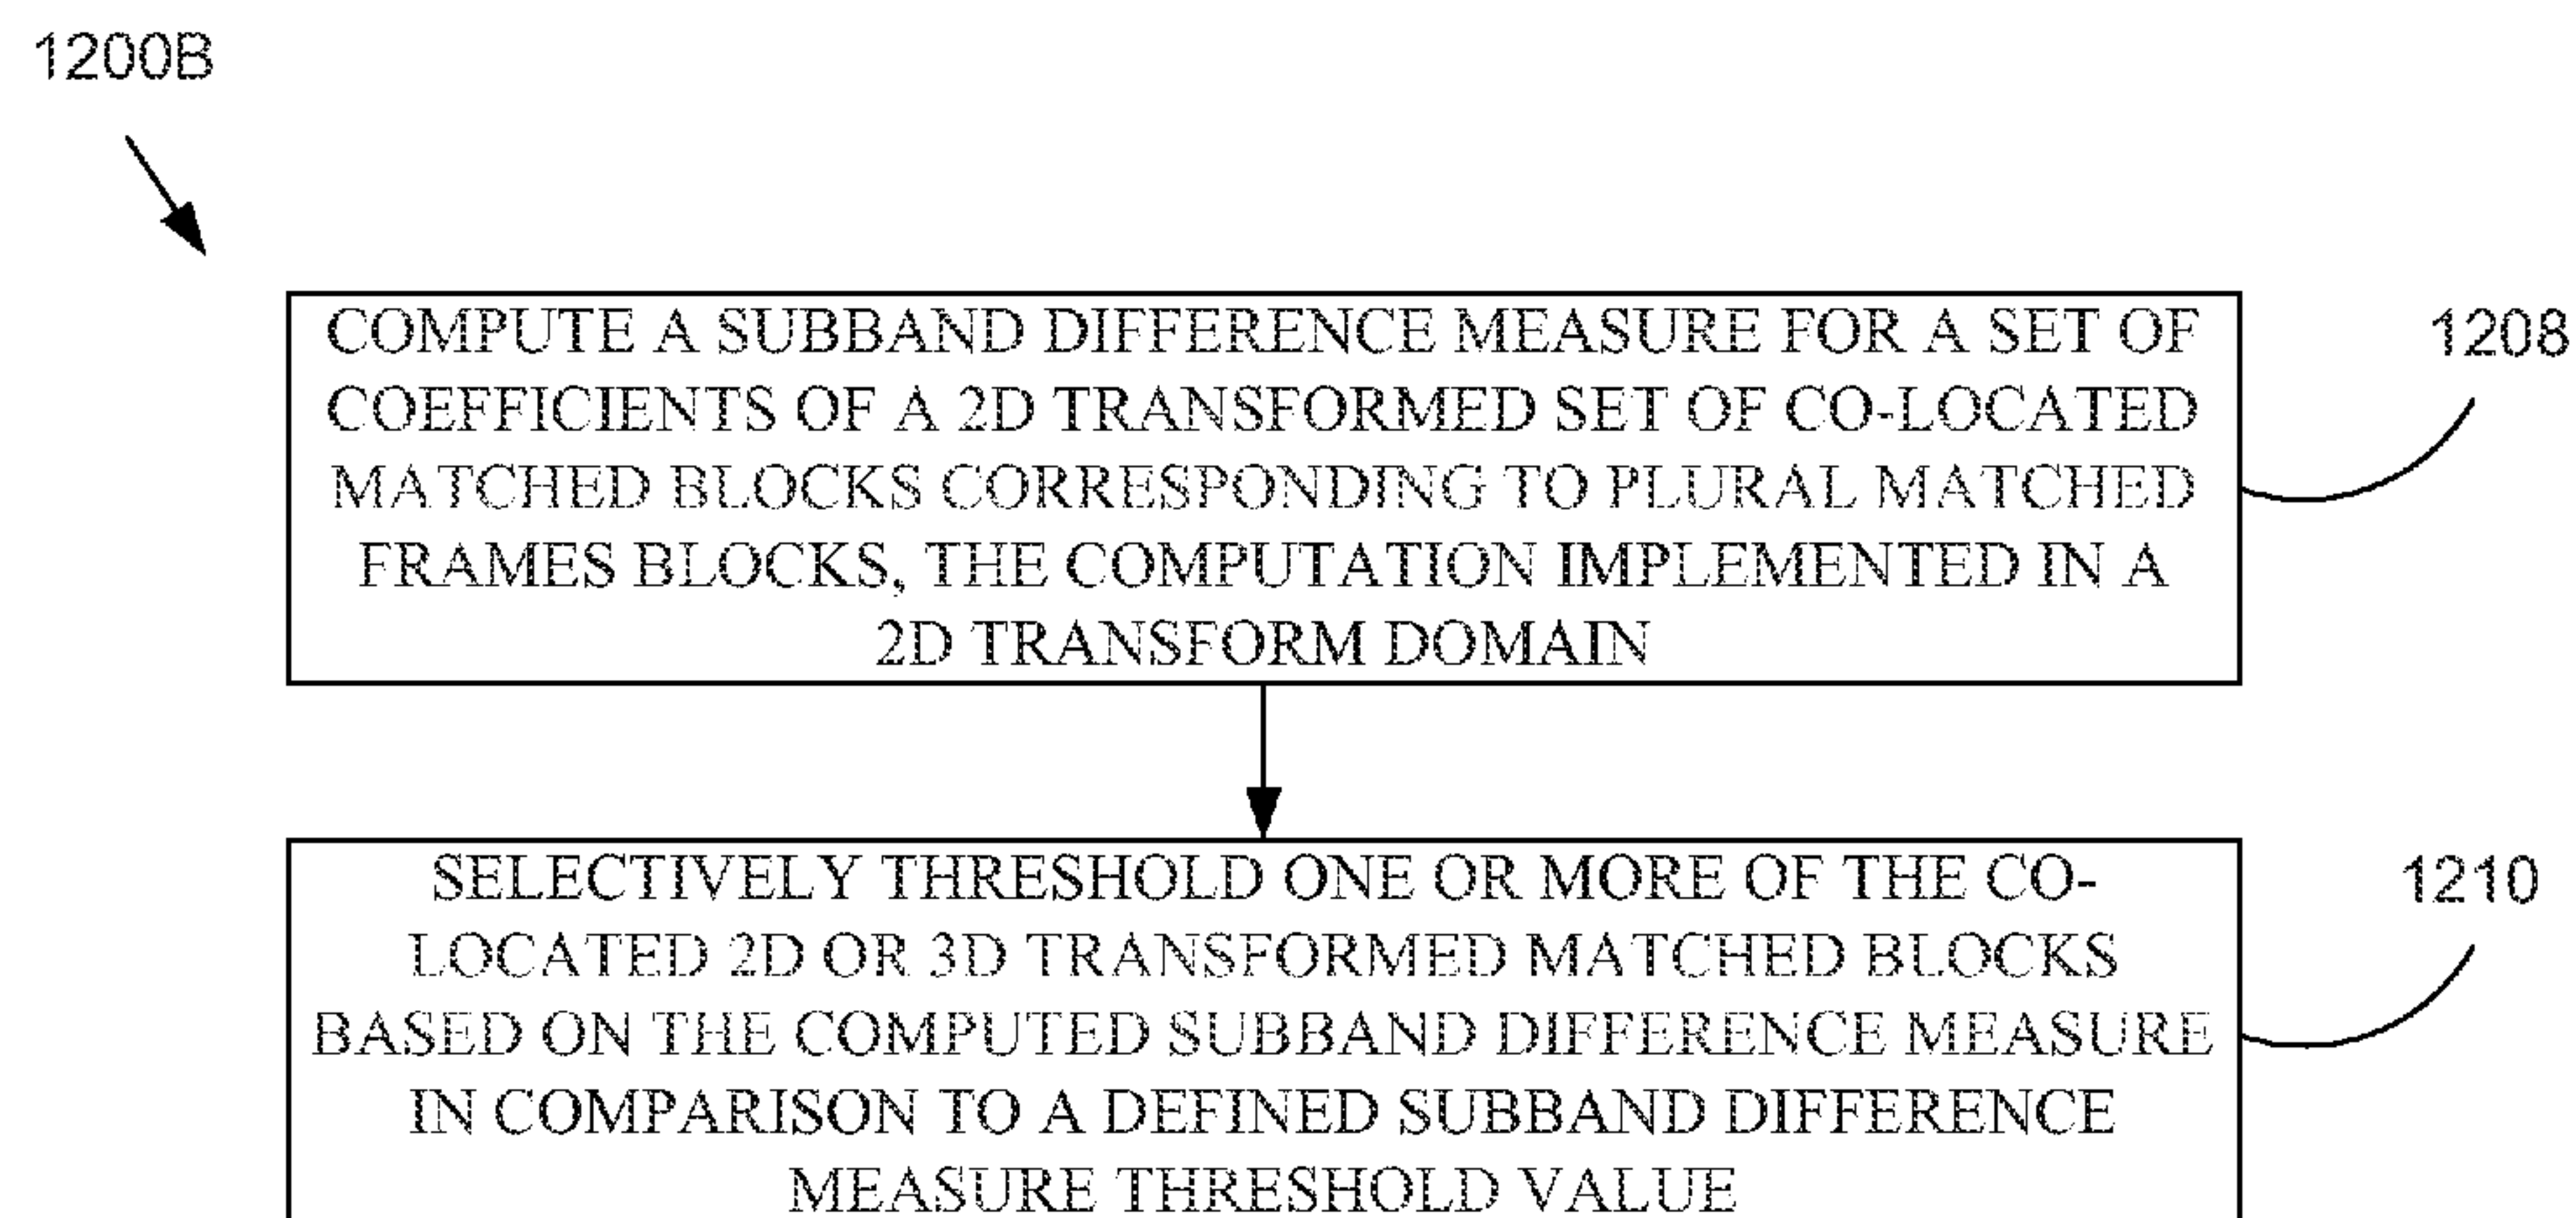 1200B
COMPUTE A SUBBAND DIFFERENCE MEASURE FOR A SET OF
COEFFICIENTS OF A 2D TRANSFORMED SET OF CO-LOCATED
MATCHED BLOCKS CORRESPONDING TO PLURAL MATCHED
FRAMES BLOCKS, THE COMPUTATION IMPLEMENTED IN A
2D TRANSFORM DOMAIN
1208
SELECTIVELY THRESHOLD ONE OR MORE OF THE CO-
LOCATED 2D OR 3D TRANSFORMED MATCHED BLOCKS
BASED ON THE COMPUTED SUBBAND DIFFERENCE MEASURE
IN COMPARISON TO A DEFINED SUBBAND DIFFERENCE
MEASURE THRESHOLD VALUE
1210